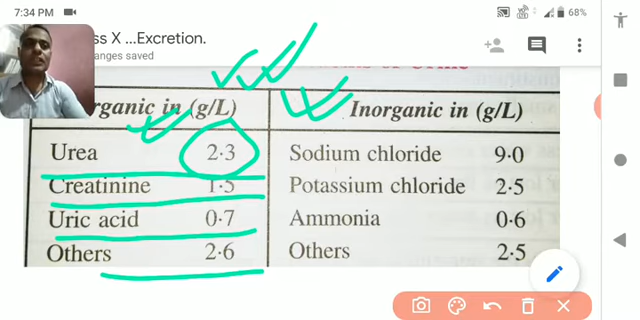 7:34 PM
68%
ss X ...Excretion.
anges saved
rganic in (g/L) Inorganic in (g/L)
Urea 2·3 Sodium chloride 9·0
Creatinine 1·5 Potassium chloride 2·5
Uric acid 0·7 Ammonia 0·6
Others 2·6 Others 2·5